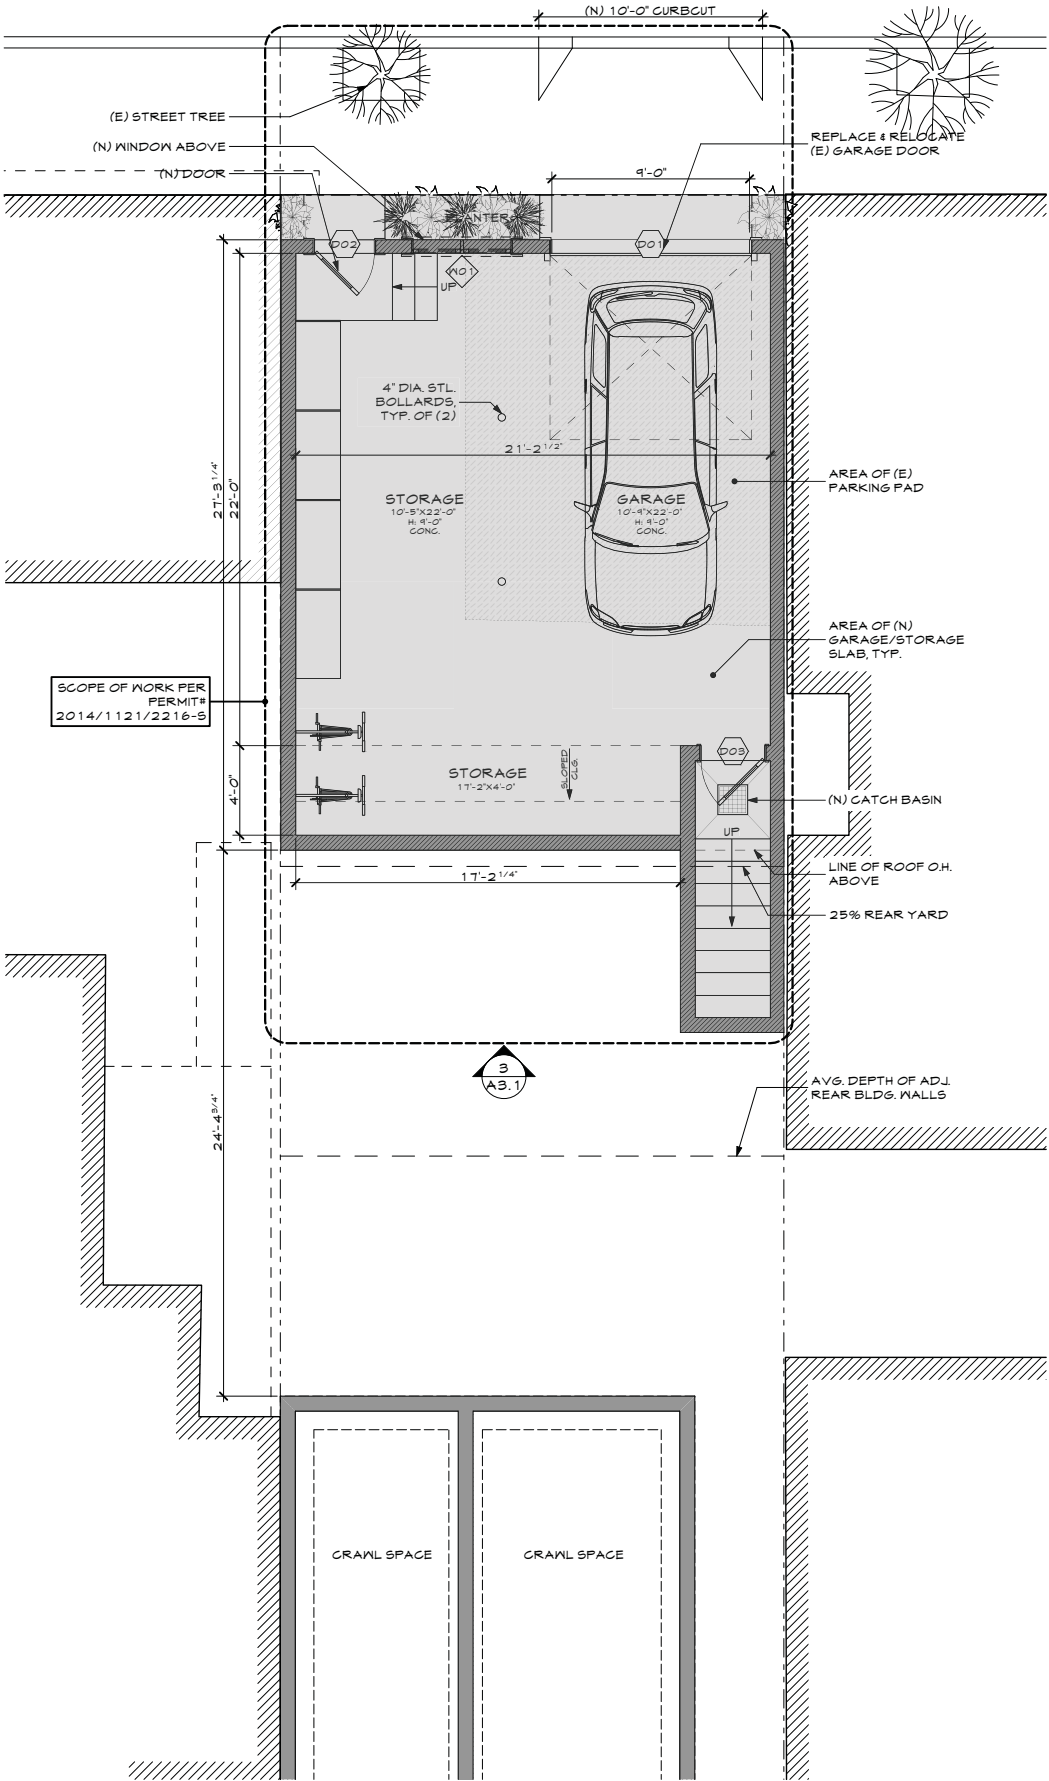 (N) 10'-0" CURBCUT
(E) STREET TREE
(N) WINDOW ABOVE
(N) DOOR
REPLACE & RELOCATE
(E) GARAGE DOOR
9'-0"
PLANTER
D02
D01
W01
UP
4" DIA. STL.
BOLLARDS,
TYP. OF (2)
21'-2 1/2"
27'-3 1/4"
22'-0"
STORAGE
10'-5"X22'-0"
H: 9'-0"
CONC.
GARAGE
10'-9"X22'-0"
H: 9'-0"
CONC.
AREA OF (E)
PARKING PAD
AREA OF (N)
GARAGE/STORAGE
SLAB, TYP.
SCOPE OF WORK PER
PERMIT#
2014/1121/2216-S
D03
STORAGE
17'-2"X4'-0"
SLOPED
CLG.
4'-0"
(N) CATCH BASIN
UP
LINE OF ROOF O.H.
ABOVE
17'-2 1/4"
25% REAR YARD
3
A3.1
AVG. DEPTH OF ADJ.
REAR BLDG. WALLS
24'-4 3/4"
CRAWL SPACE
CRAWL SPACE